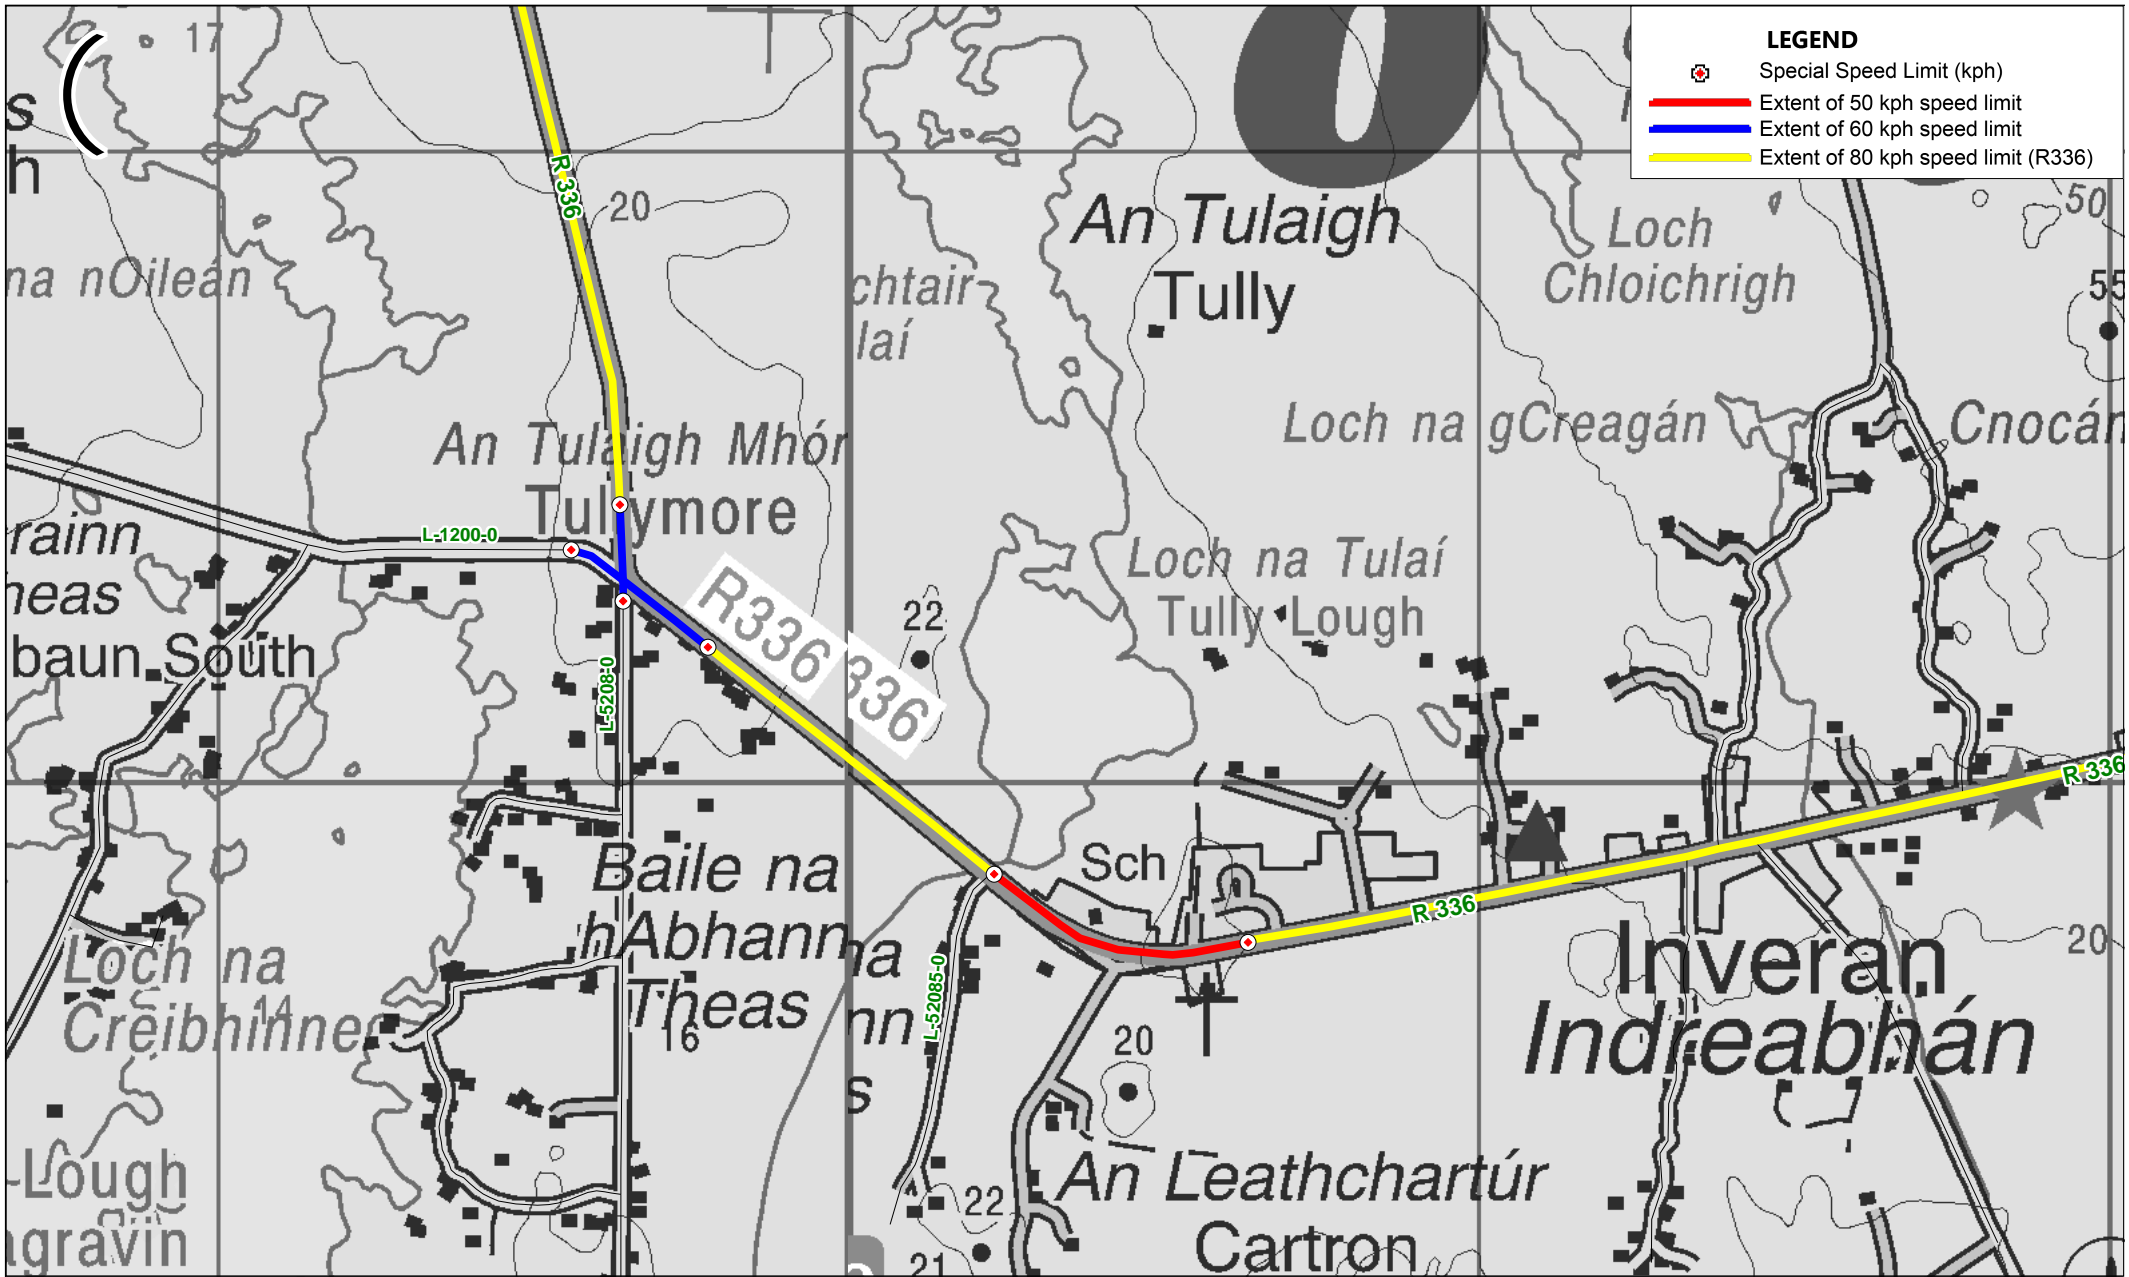 17
LEGEND
Special Speed Limit (kph)
Extent of 50 kph speed limit
Extent of 60 kph speed limit
Extent of 80 kph speed limit (R336)
s
h
R 336
20
An Tulaigh
Tully
Loch
Chloichrigh
50
55
na nOileán
chtair
laí
An Tulaigh Mhór
Tullymore
Loch na gCreagán
Cnocán
L-1200-0
rainn
neas
baun South
R336
336
22
Loch na Tulaí
Tully Lough
L-5208-0
R 336
Sch
Baile na
hAbhann
Theas
16
na
nn
s
R 336
Inveran
Indreabhán
20
Loch na
Creibhinne
14
L-52085-0
20
An Leathchartúr
Cartron
22
21
Lough
agravin